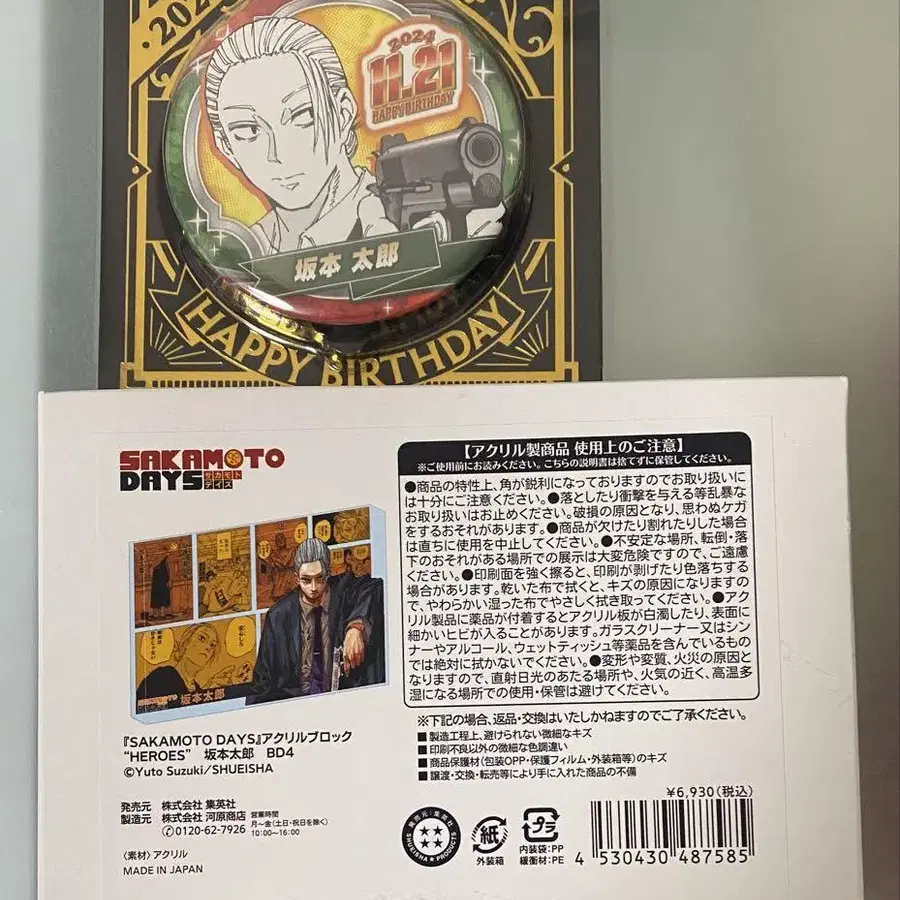 202
2024
11.21
HAPPY BIRTHDAY
坂本 太郎
HAPPY BIRTHDAY
SAKAMOTO
DAYS
サカモト
デイズ
SAKAMOTO
坂本太郎
『SAKAMOTO DAYS』アクリルブロック
“HEROES” 坂本太郎 BD4
©Yuto Suzuki/SHUEISHA
発売元 株式会社 集英社
製造元 株式会社 河原商店
✆0120-62-7926
営業時間
月〜金(土・日・祝日を除く)
10:00〜16:00
〈素材〉アクリル
MADE IN JAPAN
【アクリル製商品 使用上のご注意】
※ご使用前にお読みください。こちらの説明書は捨てずに保管してください。
●商品の特性上、角が鋭利になっておりますのでお取り扱いに
は十分にご注意ください。●落としたり衝撃を与える等乱暴な
お取り扱いはお止めください。破損の原因となり、思わぬケガ
をするおそれがあります。●商品が欠けたり割れたりした場合
は直ちに使用を中止してください。●不安定な場所、転倒・落
下のおそれがある場所での展示は大変危険ですので、ご遠慮
ください。●印刷面を強く擦ると、印刷が剥げたり色落ちする
場合があります。乾いた布で拭くと、キズの原因になりますの
で、やわらかい湿った布でやさしく拭き取ってください。●アク
リル製品に薬品が付着するとアクリル板が白濁したり、表面に
細かいヒビが入ることがあります。ガラスクリーナー又はシン
ナーやアルコール、ウェットティッシュ等薬品を含んでいるもの
では絶対に拭かないでください。●変形や変質、火災の原因と
なりますので、直射日光のあたる場所や、火気の近く、高温多
湿になる場所での使用・保管は避けてください。
※下記の場合、返品・交換はいたしかねますのでご了承ください。
■製造工程上、避けられない微細なキズ
■印刷不良以外の微細な色調違い
■商品保護材(包装OPP・保護フィルム・外装箱等)のキズ
■譲渡・交換・転売等により手に入れた商品の不備
¥6,930(税込)
発売元:集英社
SHUEISHA PRODUCTS
紙
外装箱
プラ
内装袋:PP
緩衝材:PE
4 530430 487585